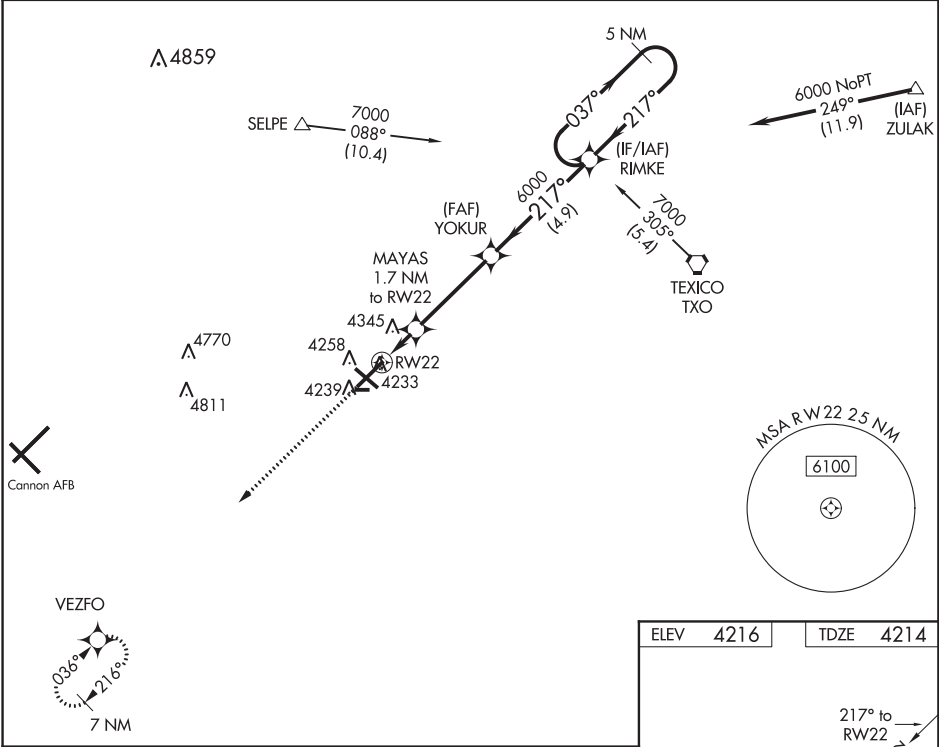 4859
5 NM
SELPE
7000
088°
(10.4)
037°
217°
6000 NoPT
249°
(11.9)
(IAF)
ZULAK
(IF/IAF)
RIMKE
6000
217°
(4.9)
(FAF)
YOKUR
7000
305°
(5.4)
TEXICO
TXO
MAYAS
1.7 NM
to RW22
4345
4770
4258
RW22
4233
4239
4811
Cannon AFB
MSA RW22 25 NM
6100
VEZFO
036°
216°
7 NM
ELEV 4216
TDZE 4214
217° to
RW22